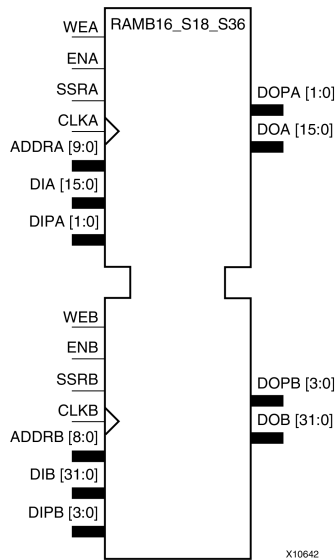 RAMB16_S18_S36
WEA
ENA
SSRA
CLKA
ADDRA [9:0]
DIA [15:0]
DIPA [1:0]
DOPA [1:0]
DOA [15:0]
WEB
ENB
SSRB
CLKB
ADDRB [8:0]
DIB [31:0]
DIPB [3:0]
DOPB [3:0]
DOB [31:0]
X10642